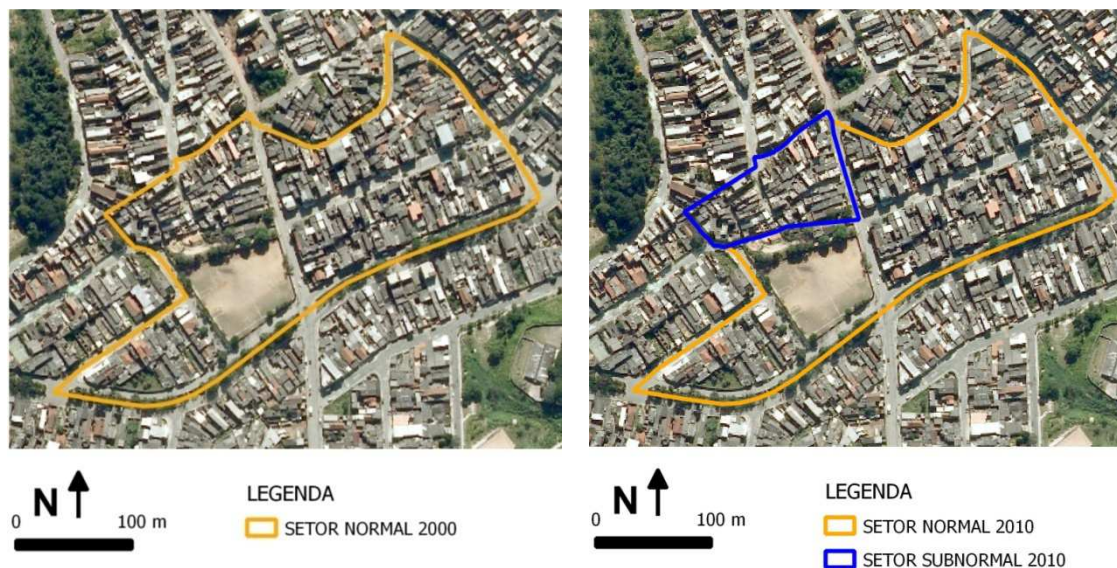 N
0 100 m
LEGENDA
SETOR NORMAL 2000
N
0 100 m
LEGENDA
SETOR NORMAL 2010
SETOR SUBNORMAL 2010